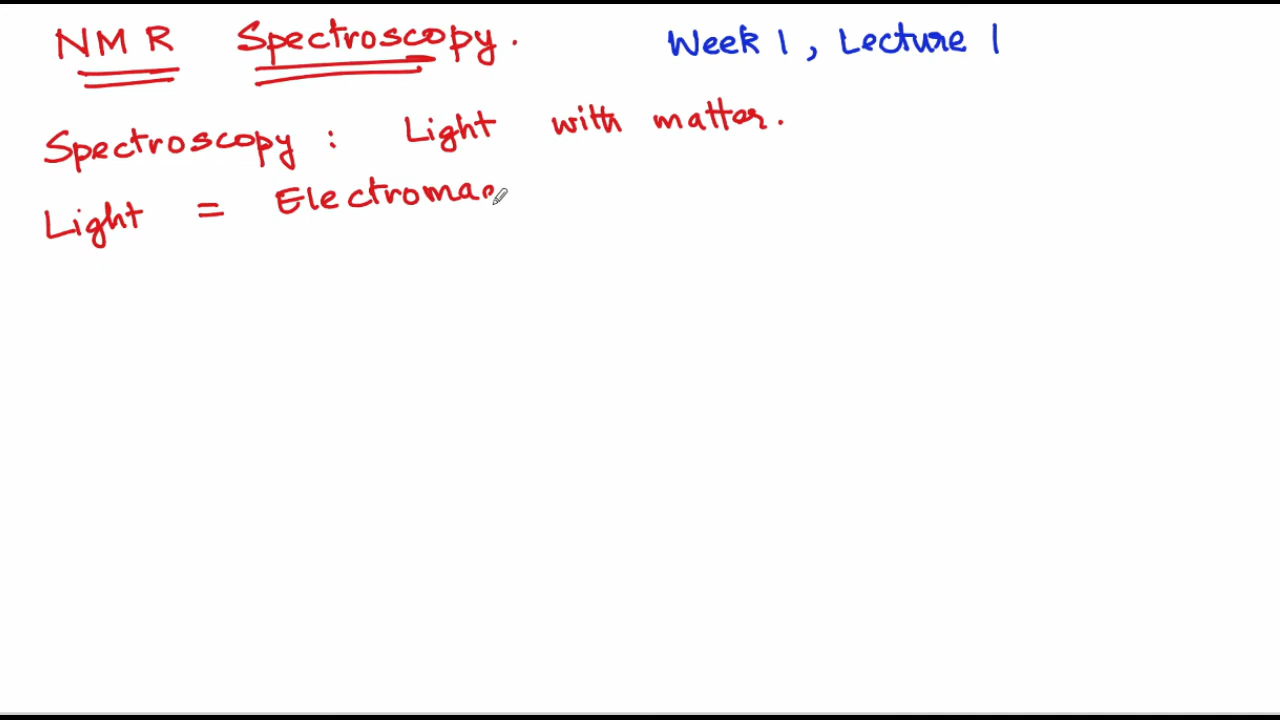 NMR Spectroscopy. Week 1, Lecture 1
Spectroscopy : Light with matter.
Light = Electroma